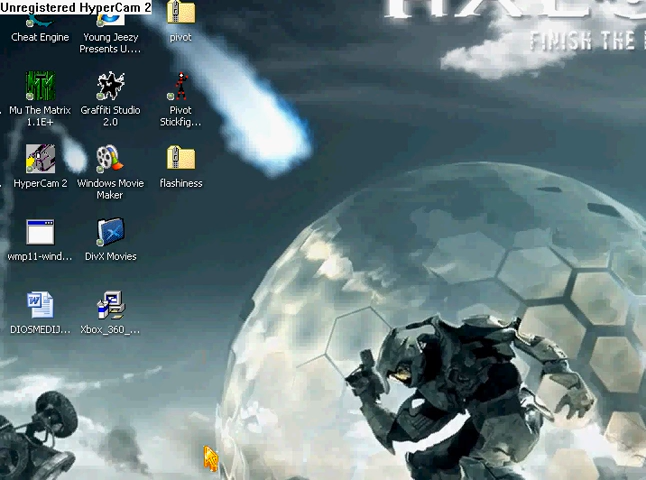 Unregistered HyperCam 2
HALO
FINISH THE
Cheat Engine
Young Jeezy
Presents U....
pivot
Mu The Matrix
1.1E+
Graffiti Studio
2.0
Pivot
Stickfig...
HyperCam 2
Windows Movie
Maker
flashiness
wmp11-wind...
DivX Movies
DIOSMEDIJ...
Xbox_360_...